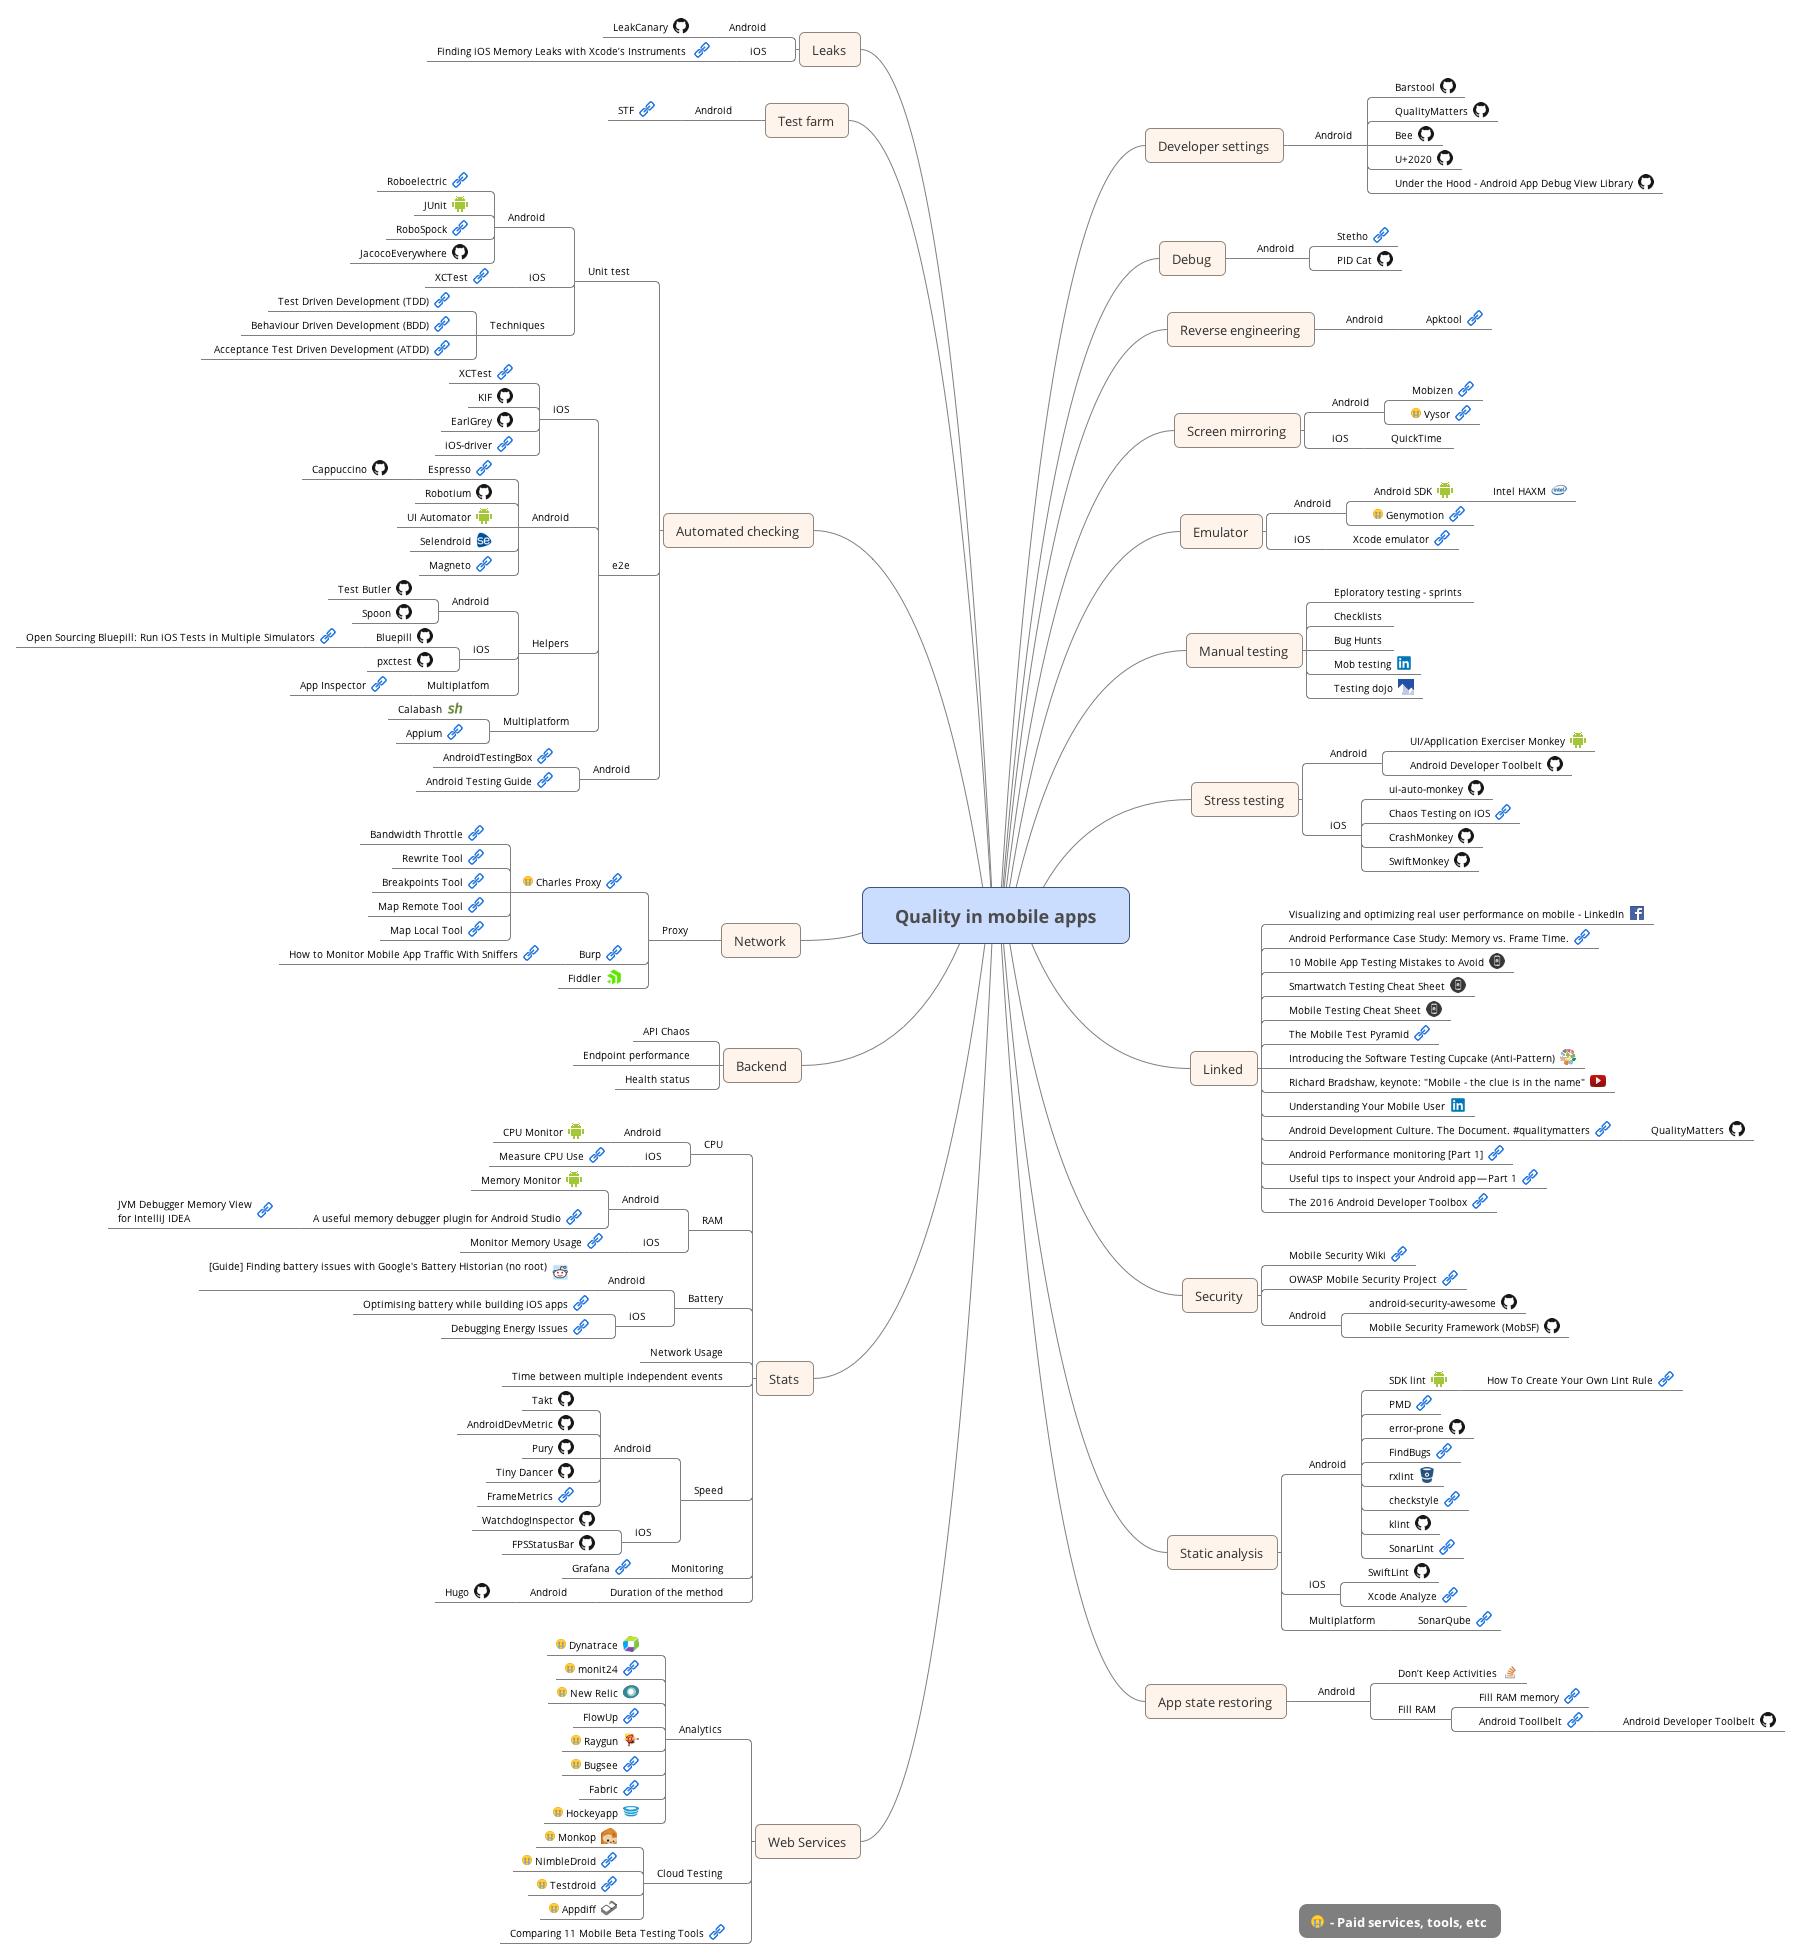 Quality in mobile apps
Leaks
Android
LeakCanary
iOS
Finding iOS Memory Leaks with Xcode's Instruments
Test farm
Android
STF
Automated checking
Unit test
Android
Roboelectric
JUnit
RoboSpock
JacocoEverywhere
iOS
XCTest
Techniques
Test Driven Development (TDD)
Behaviour Driven Development (BDD)
Acceptance Test Driven Development (ATDD)
e2e
iOS
XCTest
KIF
EarlGrey
iOS-driver
Android
Espresso
Cappuccino
Robotium
UI Automator
Selendroid
se
Magneto
Helpers
Android
Test Butler
Spoon
iOS
Bluepill
Open Sourcing Bluepill: Run iOS Tests in Multiple Simulators
pxctest
Multiplatfom
App Inspector
Multiplatform
Calabash
sh
Appium
Android
AndroidTestingBox
Android Testing Guide
Network
Proxy
Charles Proxy
Bandwidth Throttle
Rewrite Tool
Breakpoints Tool
Map Remote Tool
Map Local Tool
Burp
How to Monitor Mobile App Traffic With Sniffers
Fiddler
Backend
API Chaos
Endpoint performance
Health status
Stats
CPU
Android
CPU Monitor
iOS
Measure CPU Use
RAM
Android
Memory Monitor
A useful memory debugger plugin for Android Studio
JVM Debugger Memory View
for IntelliJ IDEA
iOS
Monitor Memory Usage
Battery
Android
[Guide] Finding battery issues with Google's Battery Historian (no root)
iOS
Optimising battery while building iOS apps
Debugging Energy Issues
Network Usage
Time between multiple independent events
Speed
Android
Takt
AndroidDevMetric
Pury
Tiny Dancer
FrameMetrics
iOS
WatchdogInspector
FPSStatusBar
Monitoring
Grafana
Duration of the method
Android
Hugo
Web Services
Analytics
Dynatrace
monit24
New Relic
FlowUp
Raygun
Bugsee
Fabric
Hockeyapp
Cloud Testing
Monkop
NimbleDroid
Testdroid
Appdiff
Comparing 11 Mobile Beta Testing Tools
Developer settings
Android
Barstool
QualityMatters
Bee
U+2020
Under the Hood - Android App Debug View Library
Debug
Android
Stetho
PID Cat
Reverse engineering
Android
Apktool
Screen mirroring
Android
Mobizen
Vysor
iOS
QuickTime
Emulator
Android
Android SDK
Intel HAXM
intel
Genymotion
iOS
Xcode emulator
Manual testing
Eploratory testing - sprints
Checklists
Bug Hunts
Mob testing
in
Testing dojo
Stress testing
Android
UI/Application Exerciser Monkey
Android Developer Toolbelt
iOS
ui-auto-monkey
Chaos Testing on iOS
CrashMonkey
SwiftMonkey
Linked
Visualizing and optimizing real user performance on mobile - LinkedIn
f
Android Performance Case Study: Memory vs. Frame Time.
10 Mobile App Testing Mistakes to Avoid
Smartwatch Testing Cheat Sheet
Mobile Testing Cheat Sheet
The Mobile Test Pyramid
Introducing the Software Testing Cupcake (Anti-Pattern)
Richard Bradshaw, keynote: "Mobile - the clue is in the name"
Understanding Your Mobile User
in
Android Development Culture. The Document. #qualitymatters
QualityMatters
Android Performance monitoring [Part 1]
Useful tips to inspect your Android app — Part 1
The 2016 Android Developer Toolbox
Security
Mobile Security Wiki
OWASP Mobile Security Project
Android
android-security-awesome
Mobile Security Framework (MobSF)
Static analysis
Android
SDK lint
How To Create Your Own Lint Rule
PMD
error-prone
FindBugs
rxlint
checkstyle
klint
SonarLint
iOS
SwiftLint
Xcode Analyze
Multiplatform
SonarQube
App state restoring
Android
Don't Keep Activities
Fill RAM
Fill RAM memory
Android Toollbelt
Android Developer Toolbelt
- Paid services, tools, etc